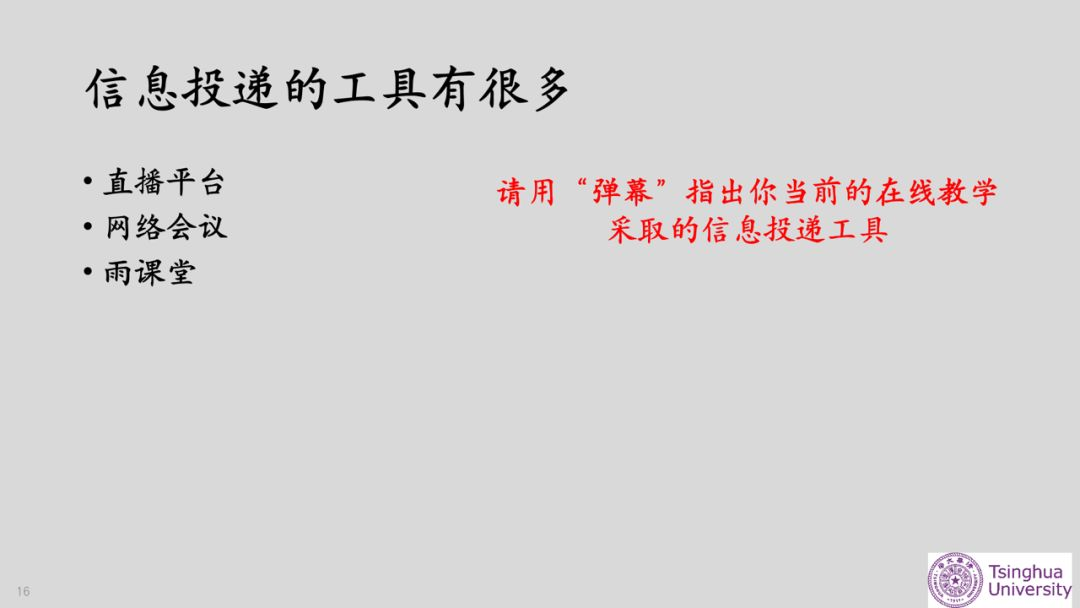 信息投递的工具有很多
• 直播平台
• 网络会议
• 雨课堂
请用“弹幕”指出你当前的在线教学
采取的信息投递工具
16
Tsinghua
University